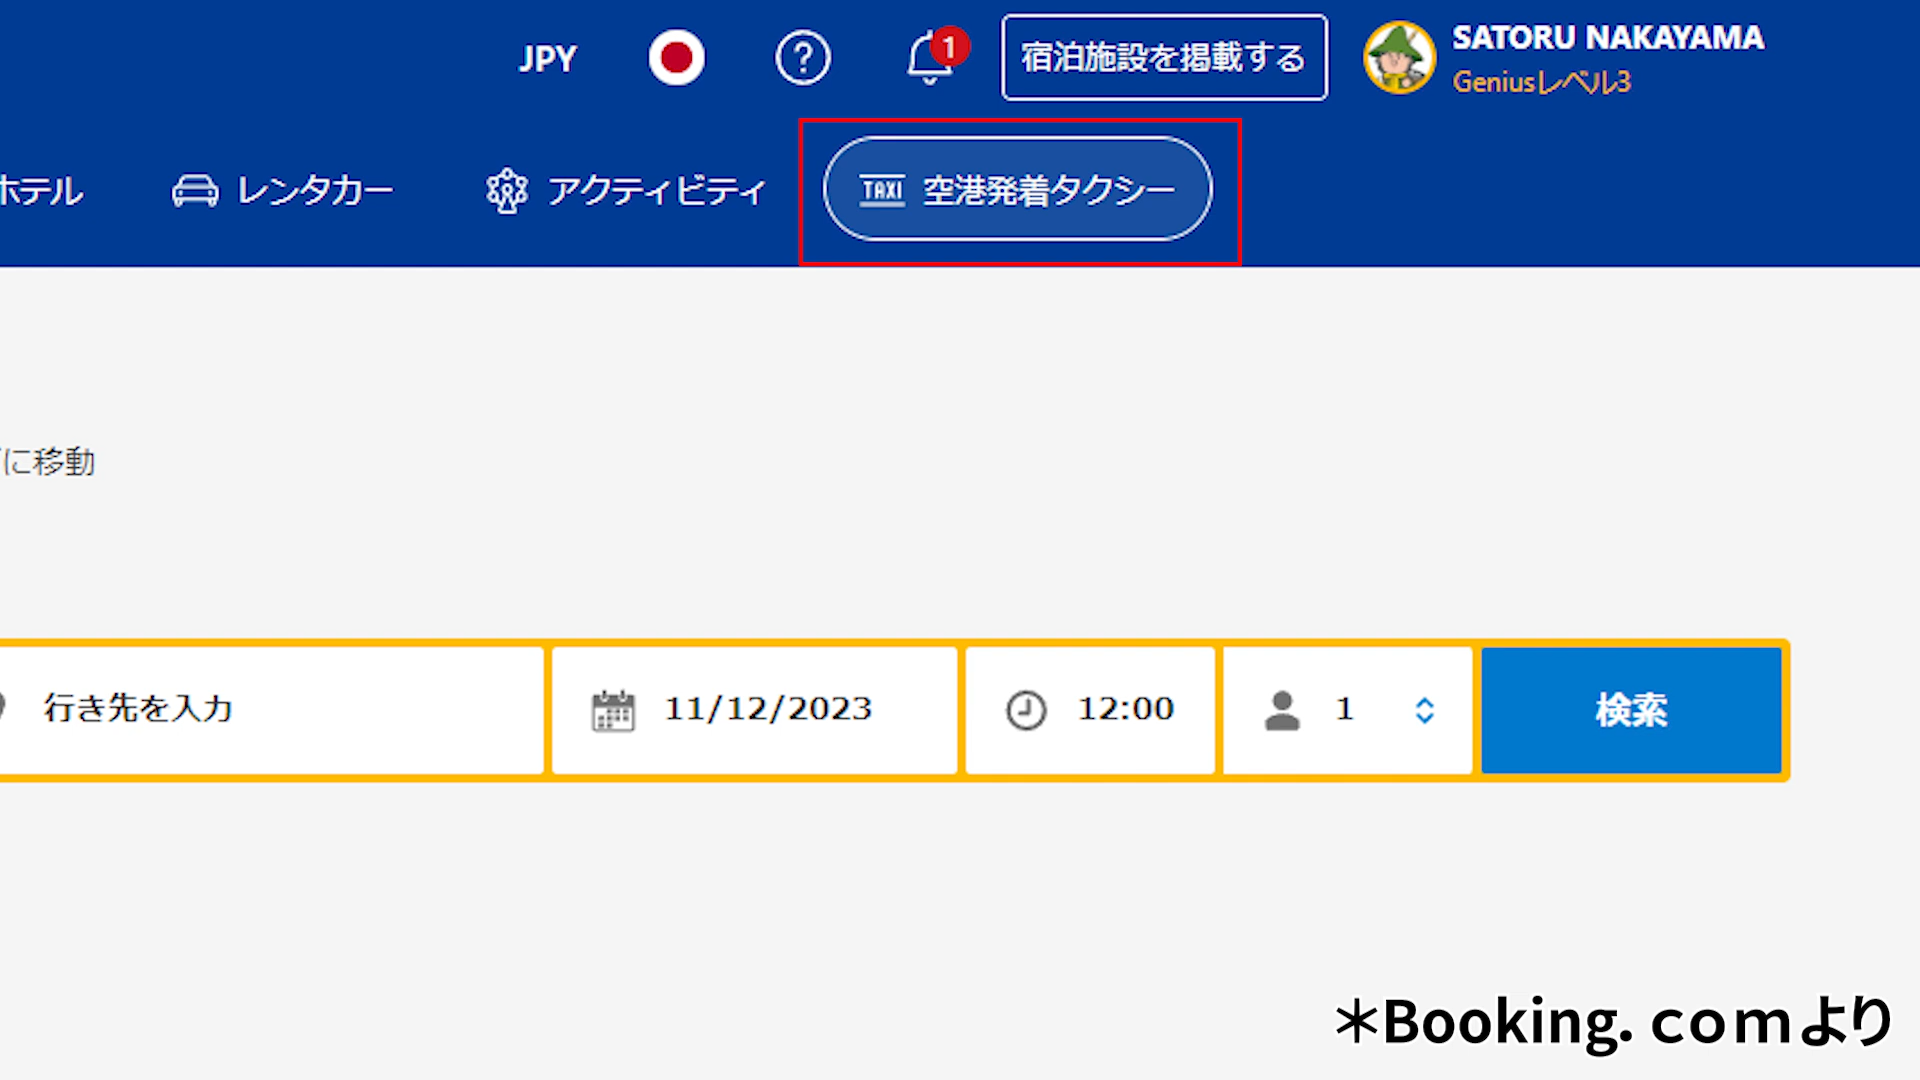 JPY
1
宿泊施設を掲載する
SATORU NAKAYAMA
Geniusレベル3
ホテル
レンタカー
アクティビティ
TAXI 空港発着タクシー
に移動
行き先を入力
11/12/2023
12:00
1
検索
＊Booking. comより